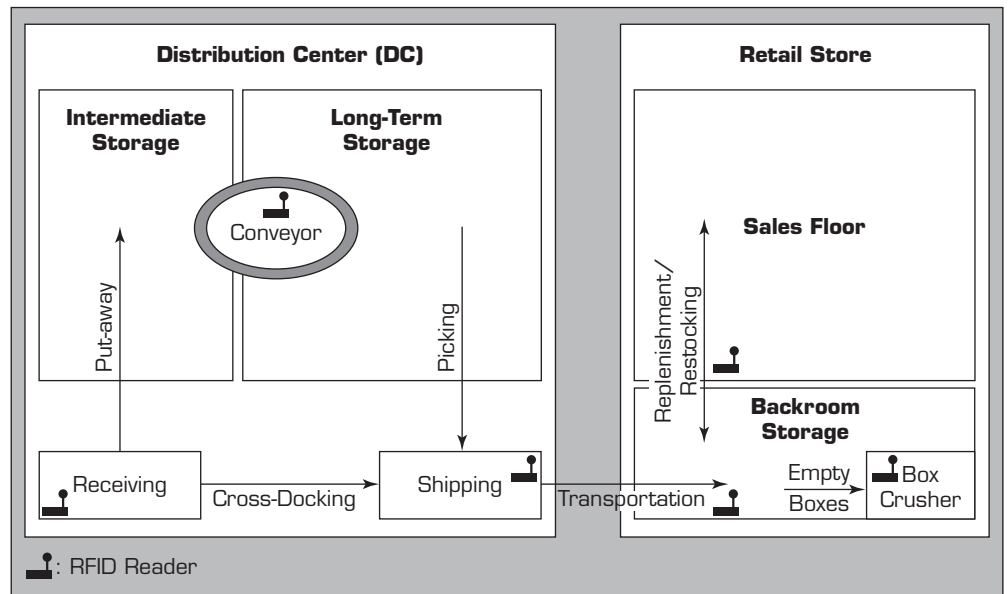 Distribution Center (DC)
Intermediate
Storage
Long-Term
Storage
Conveyor
Put-away
Picking
Receiving
Cross-Docking
Shipping
Transportation
Retail Store
Sales Floor
Replenishment/
Restocking
Backroom
Storage
Empty
Boxes
Box
Crusher
: RFID Reader